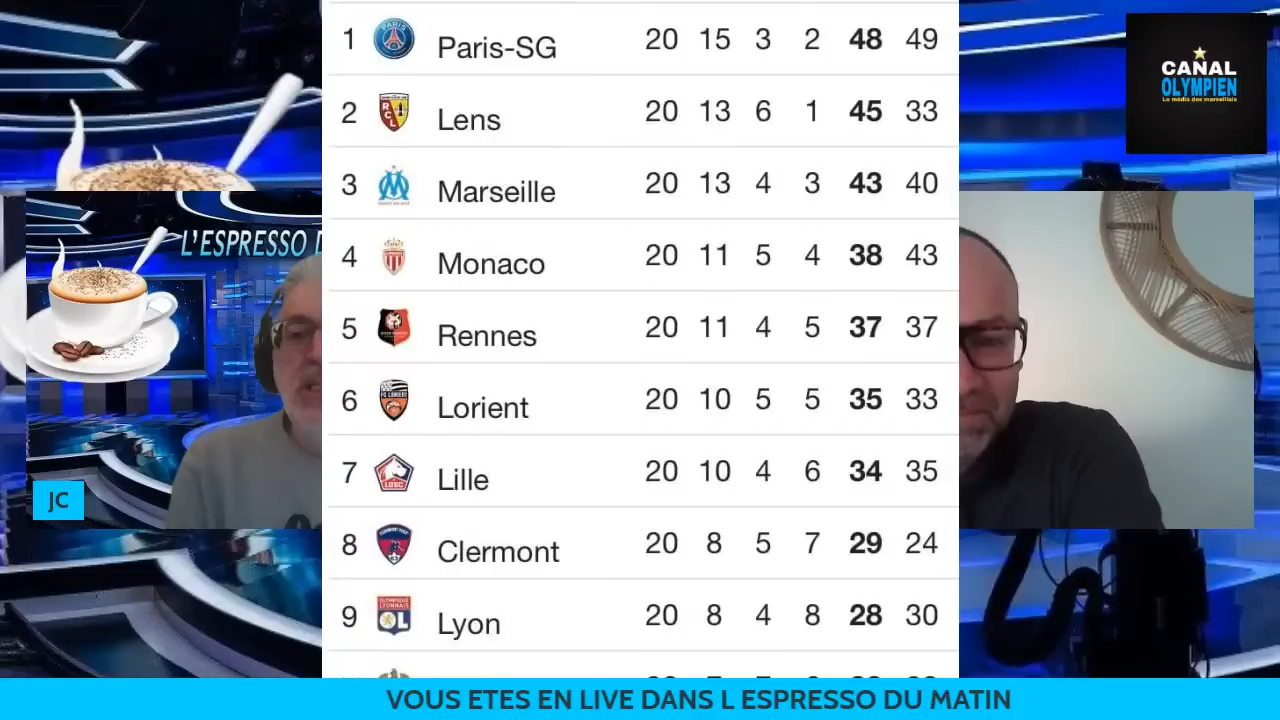 1 Paris-SG 20 15 3 2 48 49
2 Lens 20 13 6 1 45 33
3 Marseille 20 13 4 3 43 40
4 Monaco 20 11 5 4 38 43
5 Rennes 20 11 4 5 37 37
6 Lorient 20 10 5 5 35 33
7 Lille 20 10 4 6 34 35
8 Clermont 20 8 5 7 29 24
9 Lyon 20 8 4 8 28 30
CANAL
OLYMPIEN
Le média des marseillais
L'ESPRESSO
JC
VOUS ETES EN LIVE DANS L ESPRESSO DU MATIN
PARIS
RCL
LOSC
OL